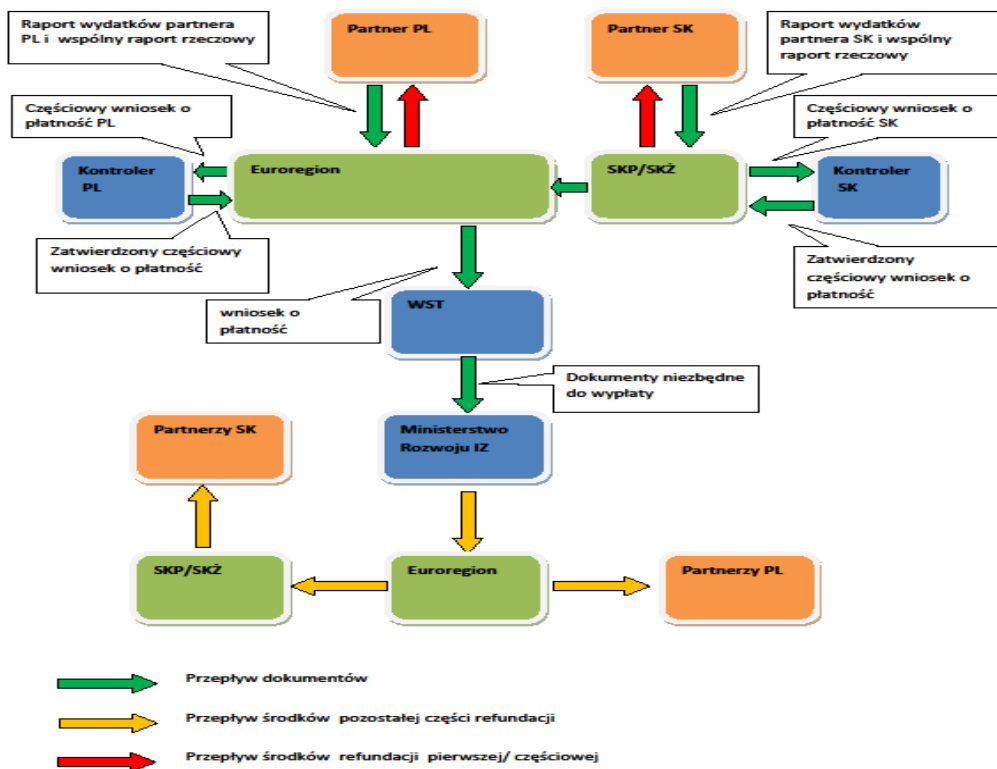 Raport wydatków partnera
PL i wspólny raport rzeczowy
Partner PL
Partner SK
Raport wydatków
partnera SK i wspólny
raport rzeczowy
Częściowy wniosek o
płatność PL
Częściowy wniosek o
płatność SK
Kontroler
PL
Euroregion
SKP/SKŻ
Kontroler
SK
Zatwierdzony częściowy
wniosek o płatność
Zatwierdzony
częściowy wniosek o
płatność
wniosek o
płatność
WST
Dokumenty niezbędne
do wypłaty
Partnerzy SK
Ministerstwo
Rozwoju IZ
SKP/SKŻ
Euroregion
Partnerzy PL
Przepływ dokumentów
Przepływ środków pozostałej części refundacji
Przepływ środków refundacji pierwszej/ częściowej